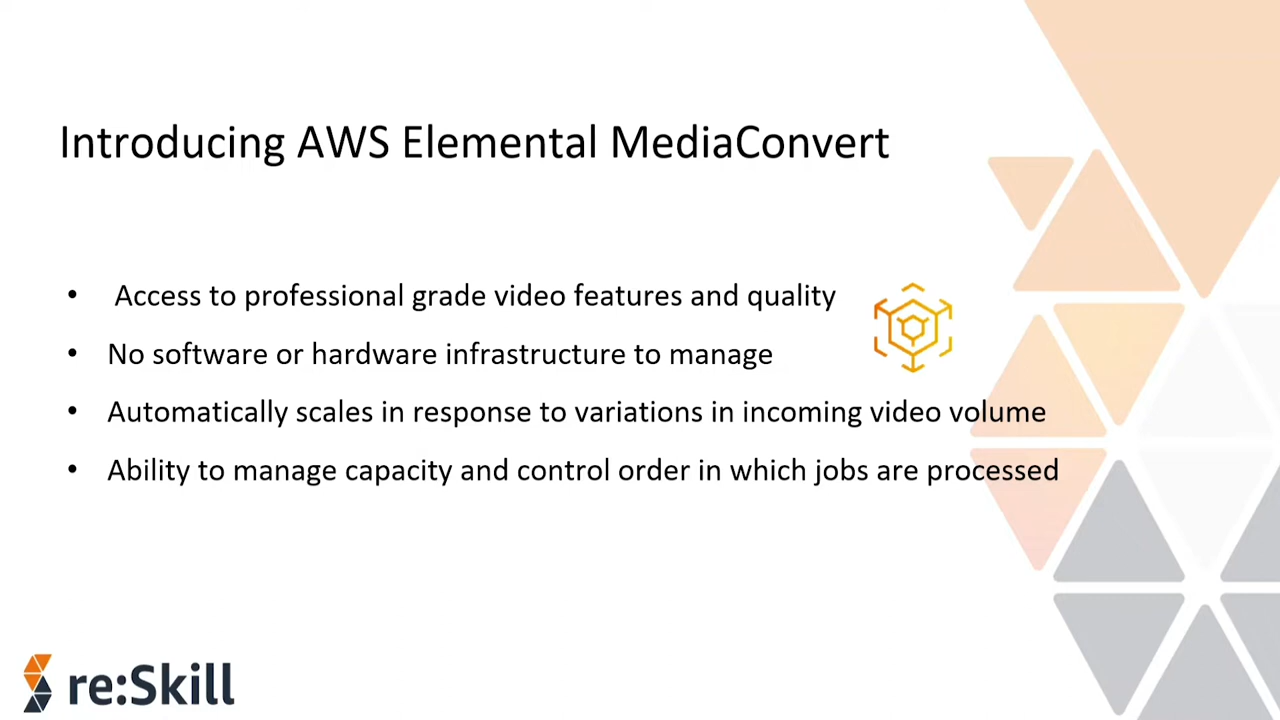 Introducing AWS Elemental MediaConvert
• Access to professional grade video features and quality
• No software or hardware infrastructure to manage
• Automatically scales in response to variations in incoming video volume
• Ability to manage capacity and control order in which jobs are processed
re:Skill